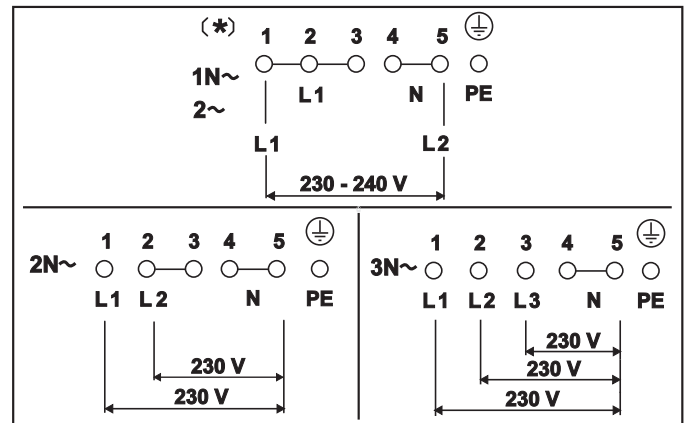 (*) 1 2 3 4 5
1N~ L1 N PE
2~
L1 L2
230 - 240 V
1 2 3 4 5
2N~
L1 L2 N PE
230 V
230 V
1 2 3 4 5
3N~
L1 L2 L3 N PE
230 V
230 V
230 V